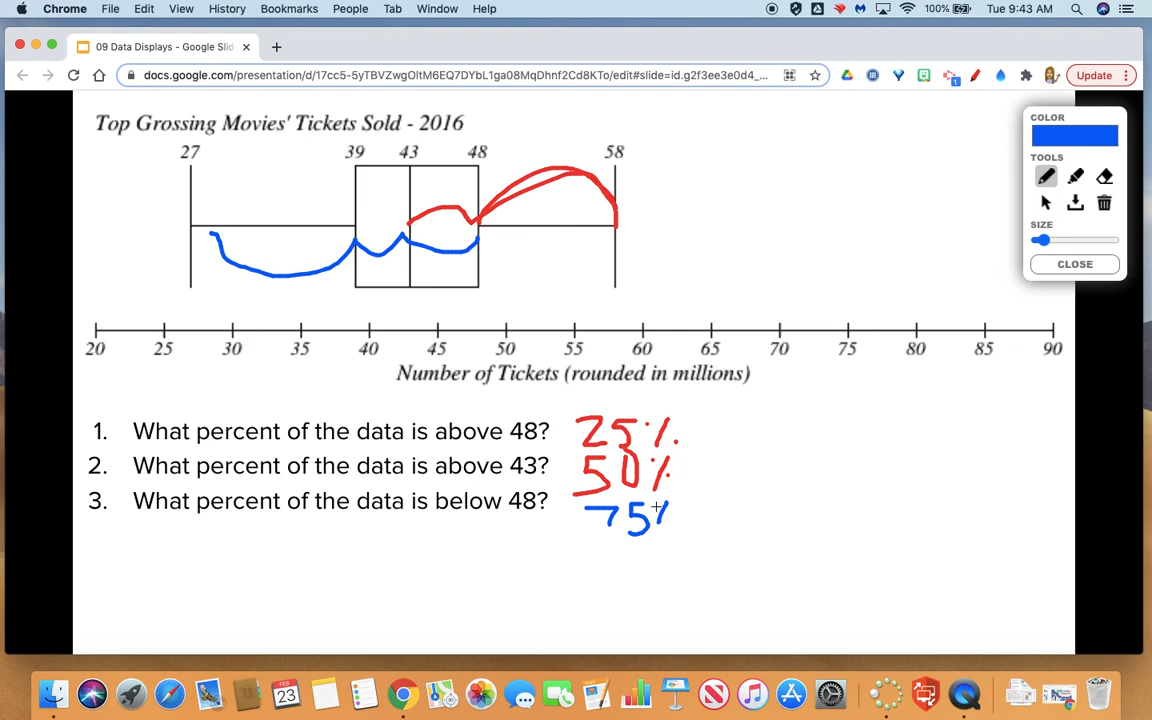 Chrome File Edit View History Bookmarks People Tab Window Help 100% Tue 9:43 AM
09 Data Displays - Google Slid
docs.google.com/presentation/d/17cc5-5yTBVZwgOltM6EQ7DYbL1ga08MqDhnf2Cd8KTo/edit#slide=id.g2f3ee3e0d4_... 1 Update
Top Grossing Movies' Tickets Sold - 2016
27 39 43 48 58
20 25 30 35 40 45 50 55 60 65 70 75 80 85 90
Number of Tickets (rounded in millions)
1. What percent of the data is above 48? 25%.
2. What percent of the data is above 43? 50%
3. What percent of the data is below 48? 75%
COLOR
TOOLS
SIZE
CLOSE
FEB
23